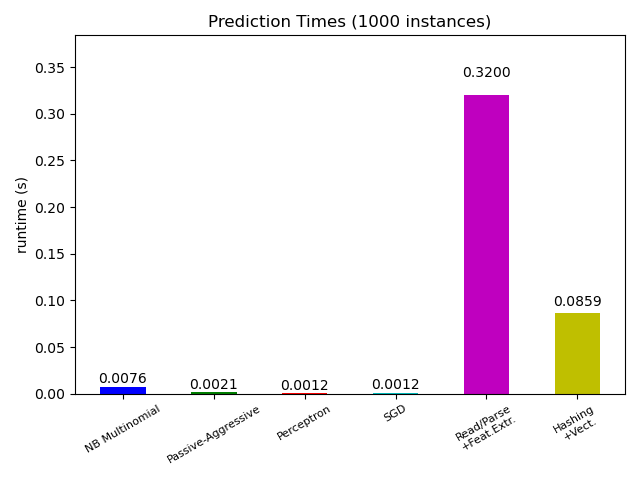 Prediction Times (1000 instances)
runtime (s)
0.35
0.30
0.25
0.20
0.15
0.10
0.05
0.00
0.0076
0.0021
0.0012
0.0012
0.3200
0.0859
NB Multinomial
Passive-Aggressive
Perceptron
SGD
Read/Parse
+Feat.Extr.
Hashing
+Vect.